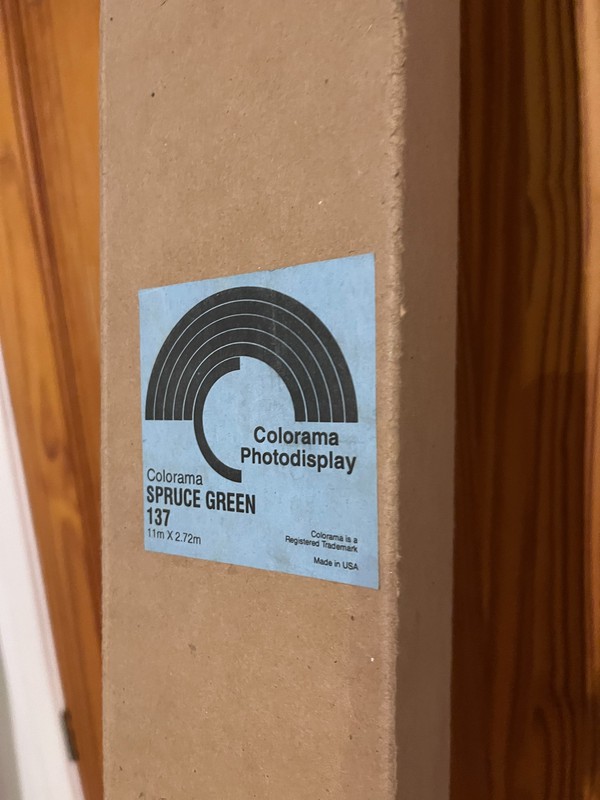 Colorama
Photodisplay
Colorama
SPRUCE GREEN
137
11m X 2.72m
Colorama is a
Registered Trademark
Made in USA